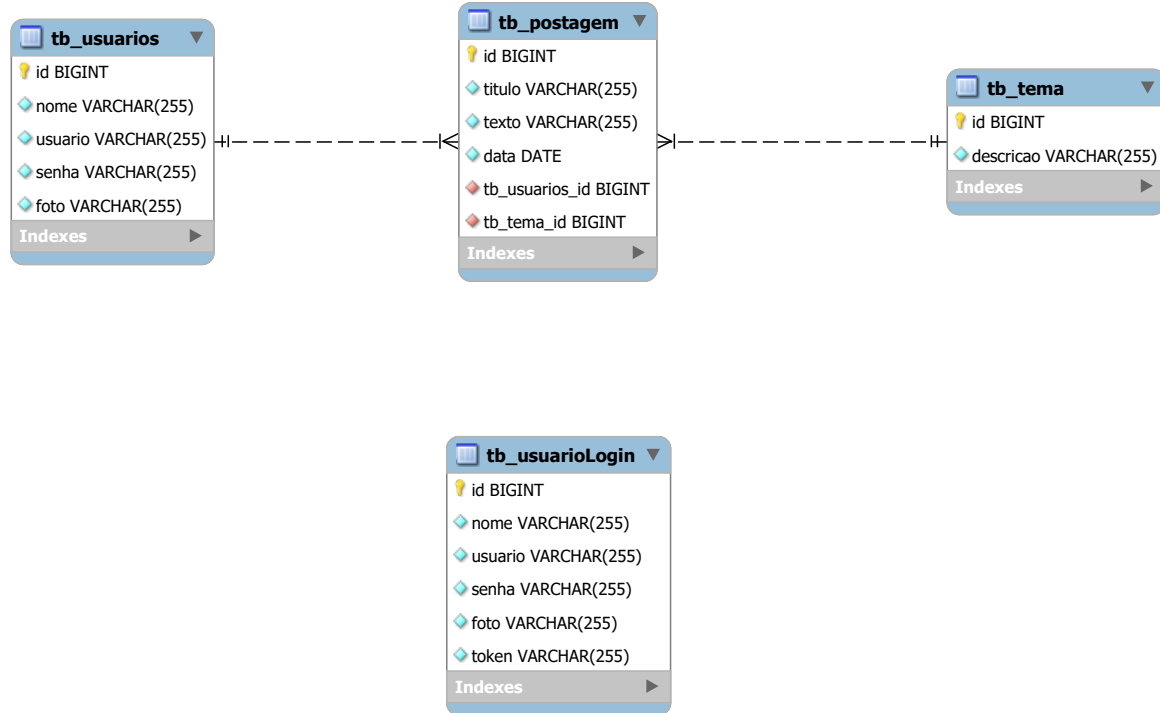 tb_usuarios
id BIGINT
nome VARCHAR(255)
usuario VARCHAR(255)
senha VARCHAR(255)
foto VARCHAR(255)
Indexes
tb_postagem
id BIGINT
titulo VARCHAR(255)
texto VARCHAR(255)
data DATE
tb_usuarios_id BIGINT
tb_tema_id BIGINT
Indexes
tb_tema
id BIGINT
descricao VARCHAR(255)
Indexes
tb_usuarioLogin
id BIGINT
nome VARCHAR(255)
usuario VARCHAR(255)
senha VARCHAR(255)
foto VARCHAR(255)
token VARCHAR(255)
Indexes